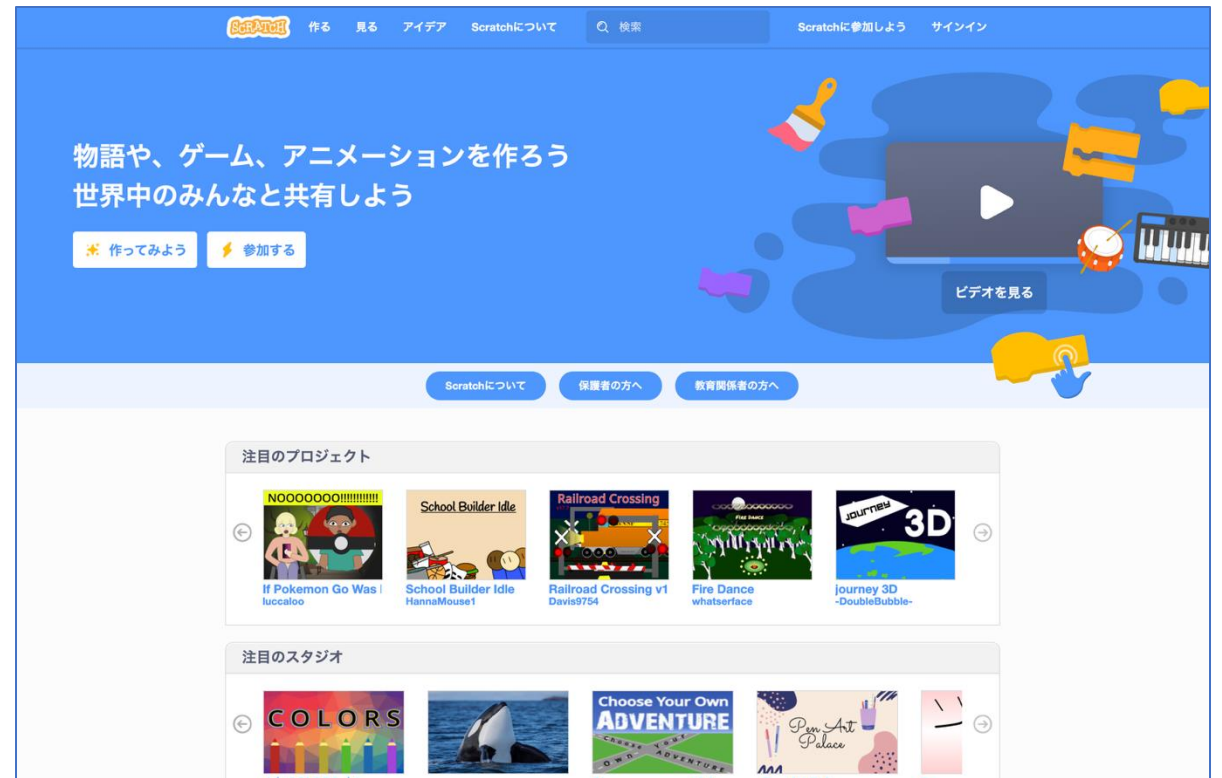 SCRATCH 作る 見る アイデア Scratchについて 検索 Scratchに参加しよう サインイン
物語や、ゲーム、アニメーションを作ろう
世界中のみんなと共有しよう
作ってみよう 参加する
ビデオを見る
Scratchについて 保護者の方へ 教育関係者の方へ
注目のプロジェクト
NOOOOOOO!!!!!!!!!!!!
School Builder Idle
Railroad Crossing
FIRE DANCE
JOURNEY 3D
If Pokemon Go Was School Builder Idle Railroad Crossing v1 Fire Dance journey 3D
luccaloo HannaMouse1 Davis9754 whatserface -DoubleBubble-
注目のスタジオ
COLORS
Choose Your Own
ADVENTURE
CHOOSE YOUR
OWN ADVENTURE
Pen Art
Palace